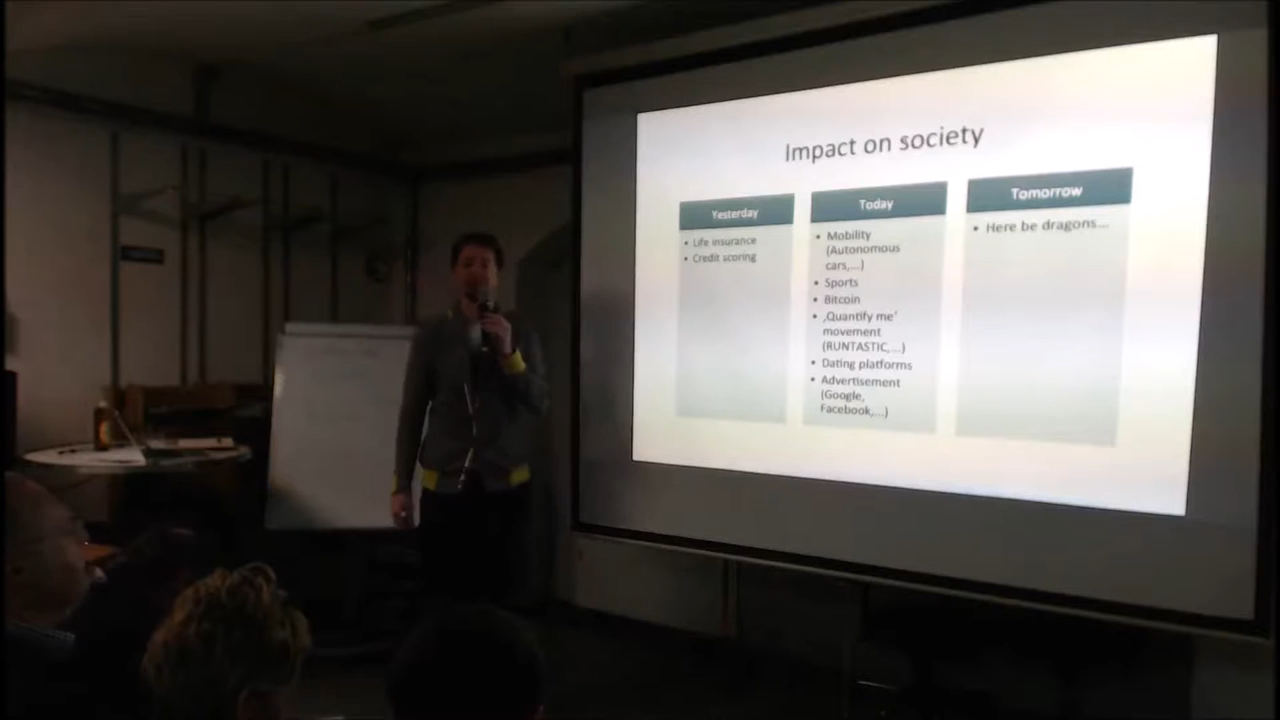 Impact on society
Yesterday
• Life insurance
• Credit scoring
Today
• Mobility
(Autonomous
cars,...)
• Sports
• Bitcoin
• ‚Quantify me'
movement
(RUNTASTIC,...)
• Dating platforms
• Advertisement
(Google,
Facebook,...)
Tomorrow
• Here be dragons...